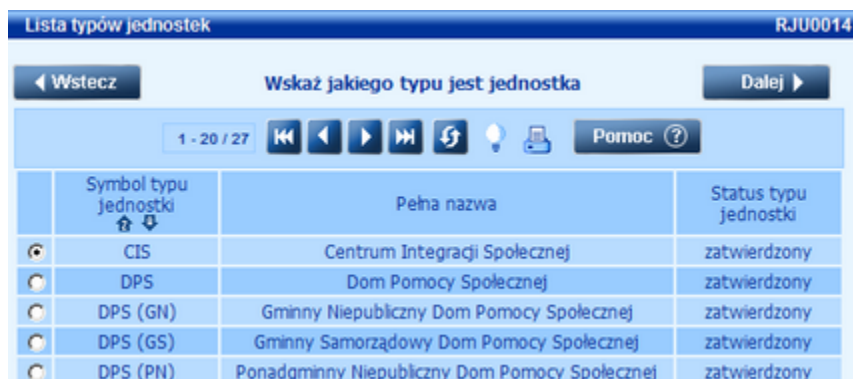 Lista typów jednostek RJU0014
Wstecz Wskaż jakiego typu jest jednostka Dalej
1 - 20 / 27 Pomoc ?
Symbol typu
jednostki Pełna nazwa Status typu
jednostki
CIS Centrum Integracji Społecznej zatwierdzony
DPS Dom Pomocy Społecznej zatwierdzony
DPS (GN) Gminny Niepubliczny Dom Pomocy Społecznej zatwierdzony
DPS (GS) Gminny Samorządowy Dom Pomocy Społecznej zatwierdzony
DPS (PN) Ponadgminny Niepubliczny Dom Pomocy Społecznej zatwierdzony